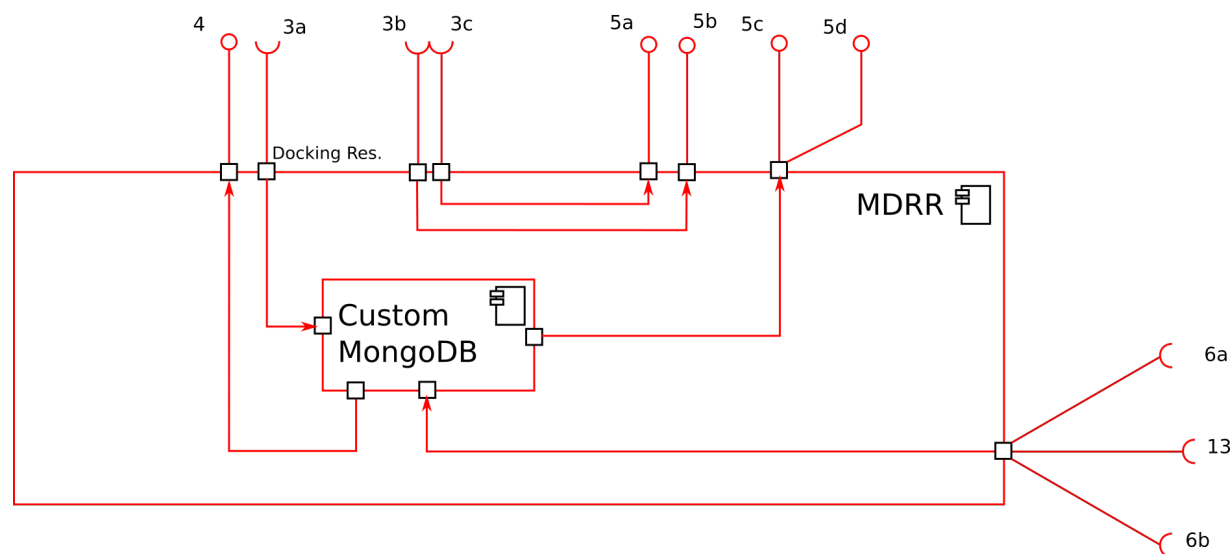 4
3a
3b
3c
5a
5b
5c
5d
Docking Res.
MDRR
Custom
MongoDB
6a
13
6b